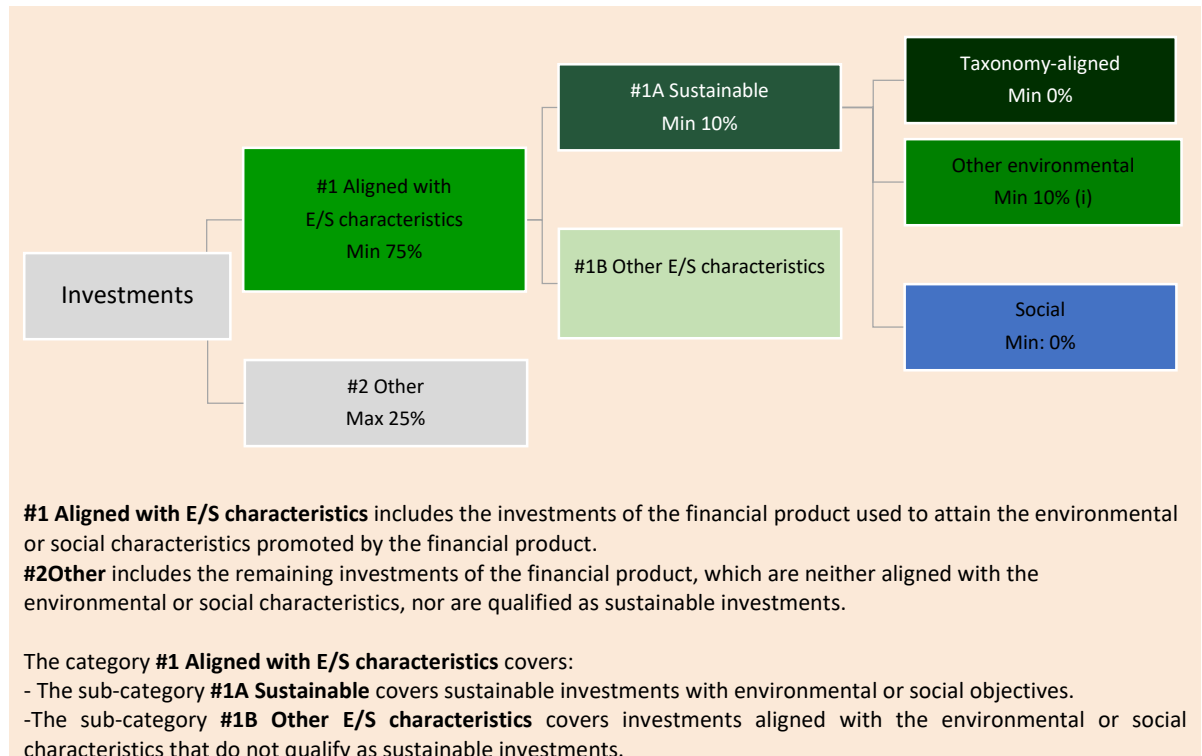 Taxonomy-aligned
Min 0%
#1A Sustainable
Min 10%
Other environmental
Min 10% (i)
#1 Aligned with
E/S characteristics
Min 75%
#1B Other E/S characteristics
Investments
Social
Min: 0%
#2 Other
Max 25%
#1 Aligned with E/S characteristics includes the investments of the financial product used to attain the environmental
or social characteristics promoted by the financial product.
#2Other includes the remaining investments of the financial product, which are neither aligned with the
environmental or social characteristics, nor are qualified as sustainable investments.
The category #1 Aligned with E/S characteristics covers:
- The sub-category #1A Sustainable covers sustainable investments with environmental or social objectives.
-The sub-category #1B Other E/S characteristics covers investments aligned with the environmental or social
characteristics that do not qualify as sustainable investments.